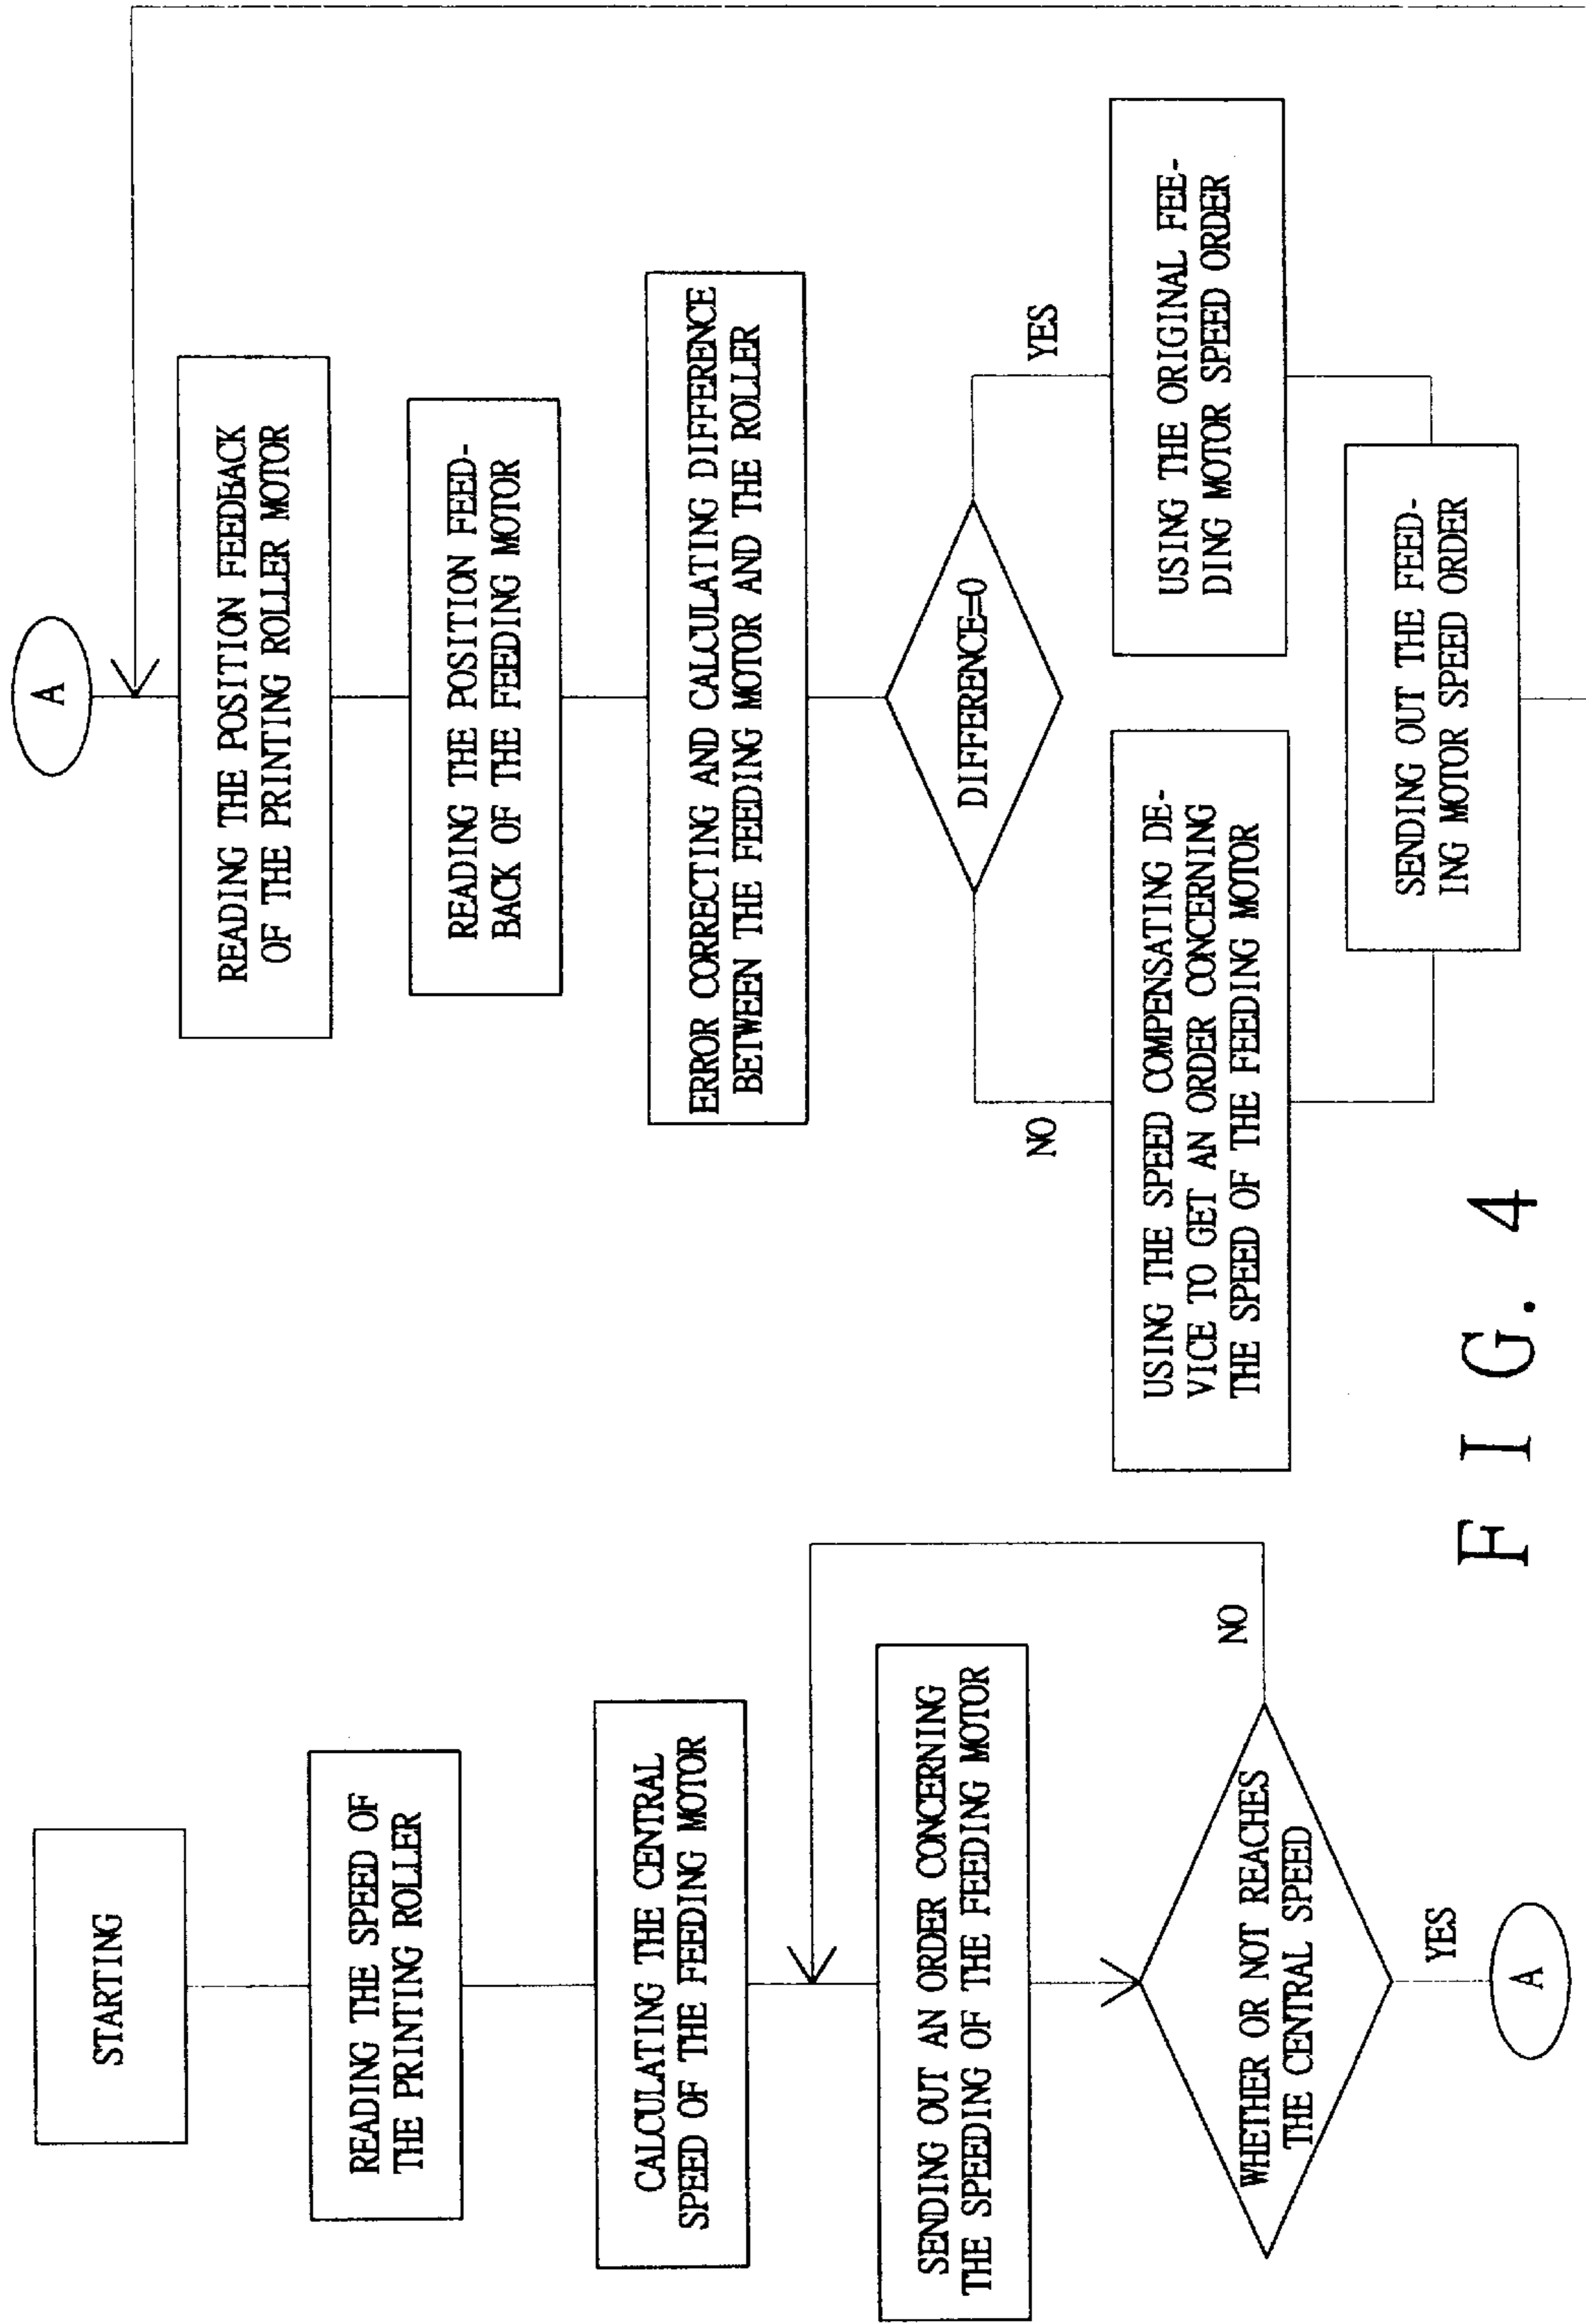 STARTING
READING THE SPEED OF
THE PRINTING ROLLER
CALCULATING THE CENTRAL
SPEED OF THE FEEDING MOTOR
SENDING OUT AN ORDER CONCERNING
THE SPEEDING OF THE FEEDING MOTOR
WHETHER OR NOT REACHES
THE CENTRAL SPEED
NO
YES
A
A
READING THE POSITION FEEDBACK
OF THE PRINTING ROLLER MOTOR
READING THE POSITION FEED-
BACK OF THE FEEDING MOTOR
ERROR CORRECTING AND CALCULATING DIFFERENCE
BETWEEN THE FEEDING MOTOR AND THE ROLLER
DIFFERENCE=0
NO
YES
USING THE SPEED COMPENSATING DE-
VICE TO GET AN ORDER CONCERNING
THE SPEED OF THE FEEDING MOTOR
USING THE ORIGINAL FEE-
DING MOTOR SPEED ORDER
SENDING OUT THE FEED-
ING MOTOR SPEED ORDER
FIG. 4